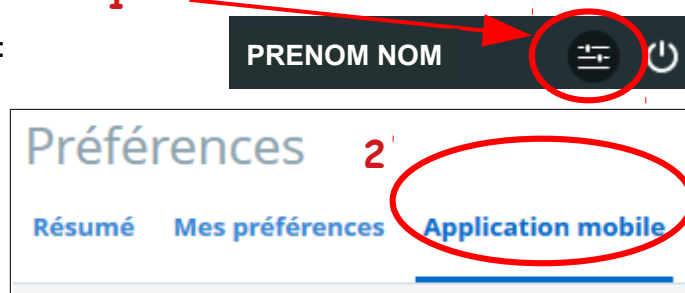 :
PRENOM NOM
Préférences 2
Résumé Mes préférences Application mobile